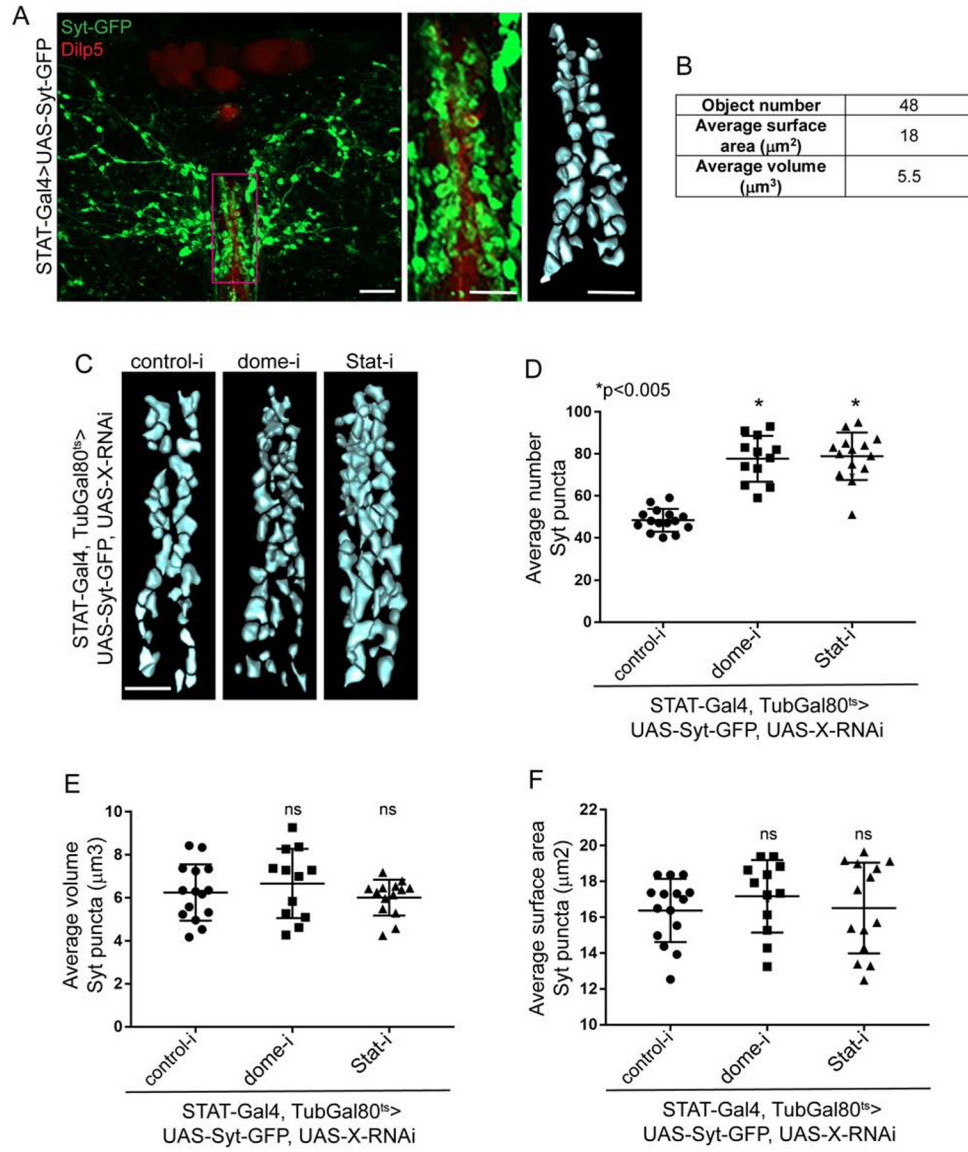 A
Syt-GFP
Dilp5
STAT-Gal4>UAS-Syt-GFP
B
Object number 48
Average surface area (μm²) 18
Average volume (μm³) 5.5
C
control-i dome-i Stat-i
STAT-Gal4, TubGal80ᵗˢ>
UAS-Syt-GFP, UAS-X-RNAi
D
*p<0.005
* *
100
80
60
40
20
0
Average number
Syt puncta
control-i
dome-i
Stat-i
STAT-Gal4, TubGal80ᵗˢ>
UAS-Syt-GFP, UAS-X-RNAi
E
ns ns
10
8
6
4
2
0
Average volume
Syt puncta (μm3)
control-i
dome-i
Stat-i
STAT-Gal4, TubGal80ᵗˢ>
UAS-Syt-GFP, UAS-X-RNAi
F
ns ns
22
20
18
16
14
12
10
Average surface area
Syt puncta (μm2)
control-i
dome-i
Stat-i
STAT-Gal4, TubGal80ᵗˢ>
UAS-Syt-GFP, UAS-X-RNAi